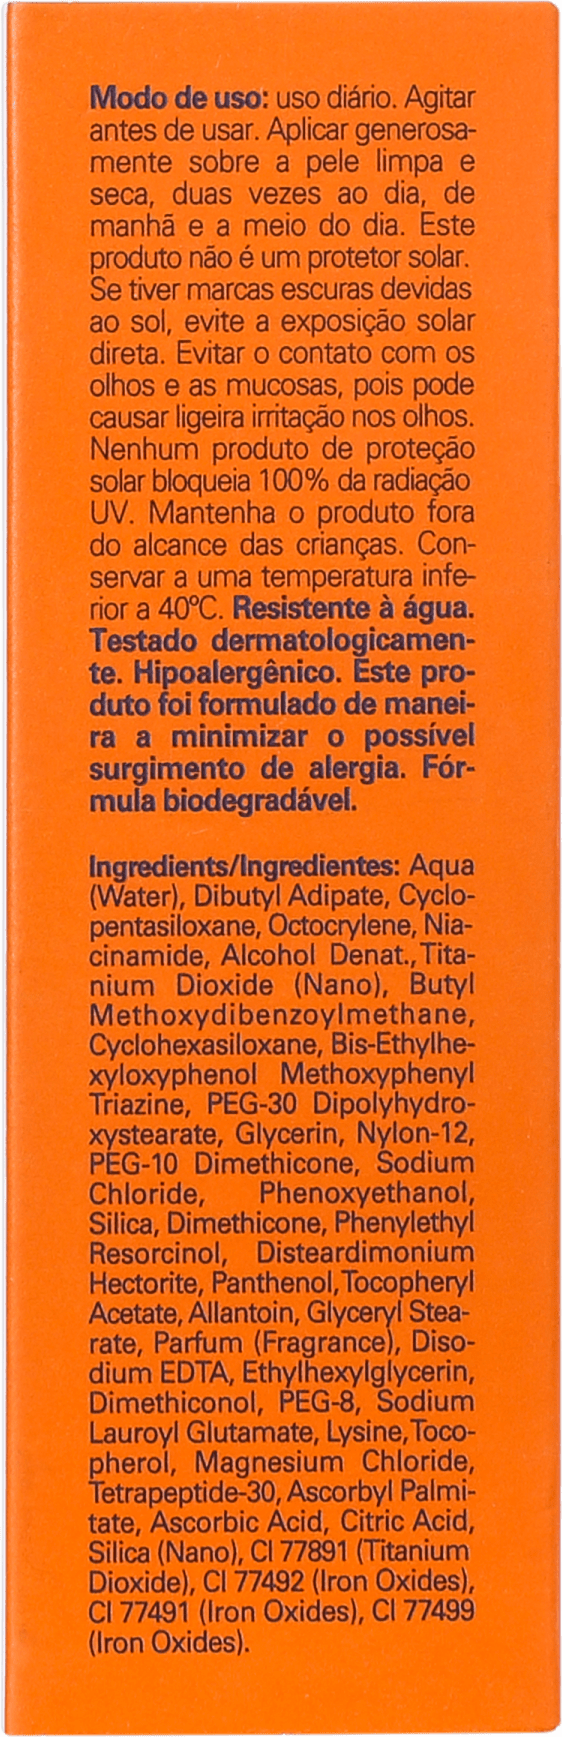 Modo de uso: uso diário. Agitar
antes de usar. Aplicar generosa-
mente sobre a pele limpa e
seca, duas vezes ao dia, de
manhã e a meio do dia. Este
produto não é um protetor solar.
Se tiver marcas escuras devidas
ao sol, evite a exposição solar
direta. Evitar o contato com os
olhos e as mucosas, pois pode
causar ligeira irritação nos olhos.
Nenhum produto de proteção
solar bloqueia 100% da radiação
UV. Mantenha o produto fora
do alcance das crianças. Con-
servar a uma temperatura infe-
rior a 40ºC. Resistente à água.
Testado dermatologicamen-
te. Hipoalergênico. Este pro-
duto foi formulado de manei-
ra a minimizar o possível
surgimento de alergia. Fór-
mula biodegradável.
Ingredients/Ingredientes: Aqua
(Water), Dibutyl Adipate, Cyclo-
pentasiloxane, Octocrylene, Nia-
cinamide, Alcohol Denat., Tita-
nium Dioxide (Nano), Butyl
Methoxydibenzoylmethane,
Cyclohexasiloxane, Bis-Ethylhe-
xyloxyphenol Methoxyphenyl
Triazine, PEG-30 Dipolyhydro-
xystearate, Glycerin, Nylon-12,
PEG-10 Dimethicone, Sodium
Chloride, Phenoxyethanol,
Silica, Dimethicone, Phenylethyl
Resorcinol, Disteardimonium
Hectorite, Panthenol, Tocopheryl
Acetate, Allantoin, Glyceryl Stea-
rate, Parfum (Fragrance), Diso-
dium EDTA, Ethylhexylglycerin,
Dimethiconol, PEG-8, Sodium
Lauroyl Glutamate, Lysine, Toco-
pherol, Magnesium Chloride,
Tetrapeptide-30, Ascorbyl Palmi-
tate, Ascorbic Acid, Citric Acid,
Silica (Nano), CI 77891 (Titanium
Dioxide), CI 77492 (Iron Oxides),
CI 77491 (Iron Oxides), CI 77499
(Iron Oxides).